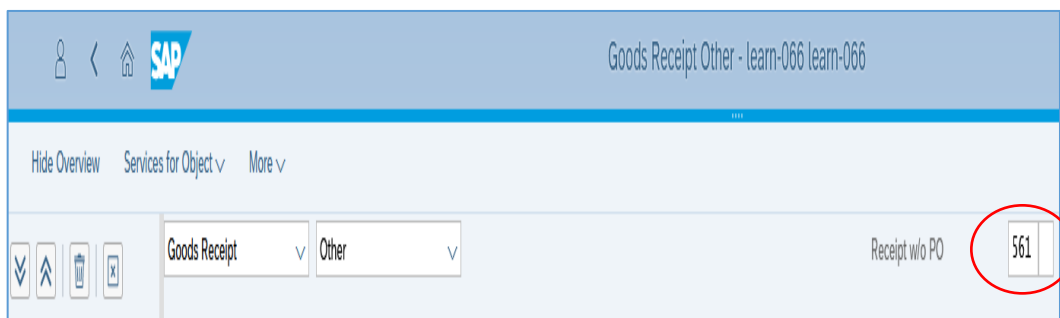 SAP Goods Receipt Other - learn-066 learn-066
Hide Overview Services for Object More
Goods Receipt Other Receipt w/o PO 561